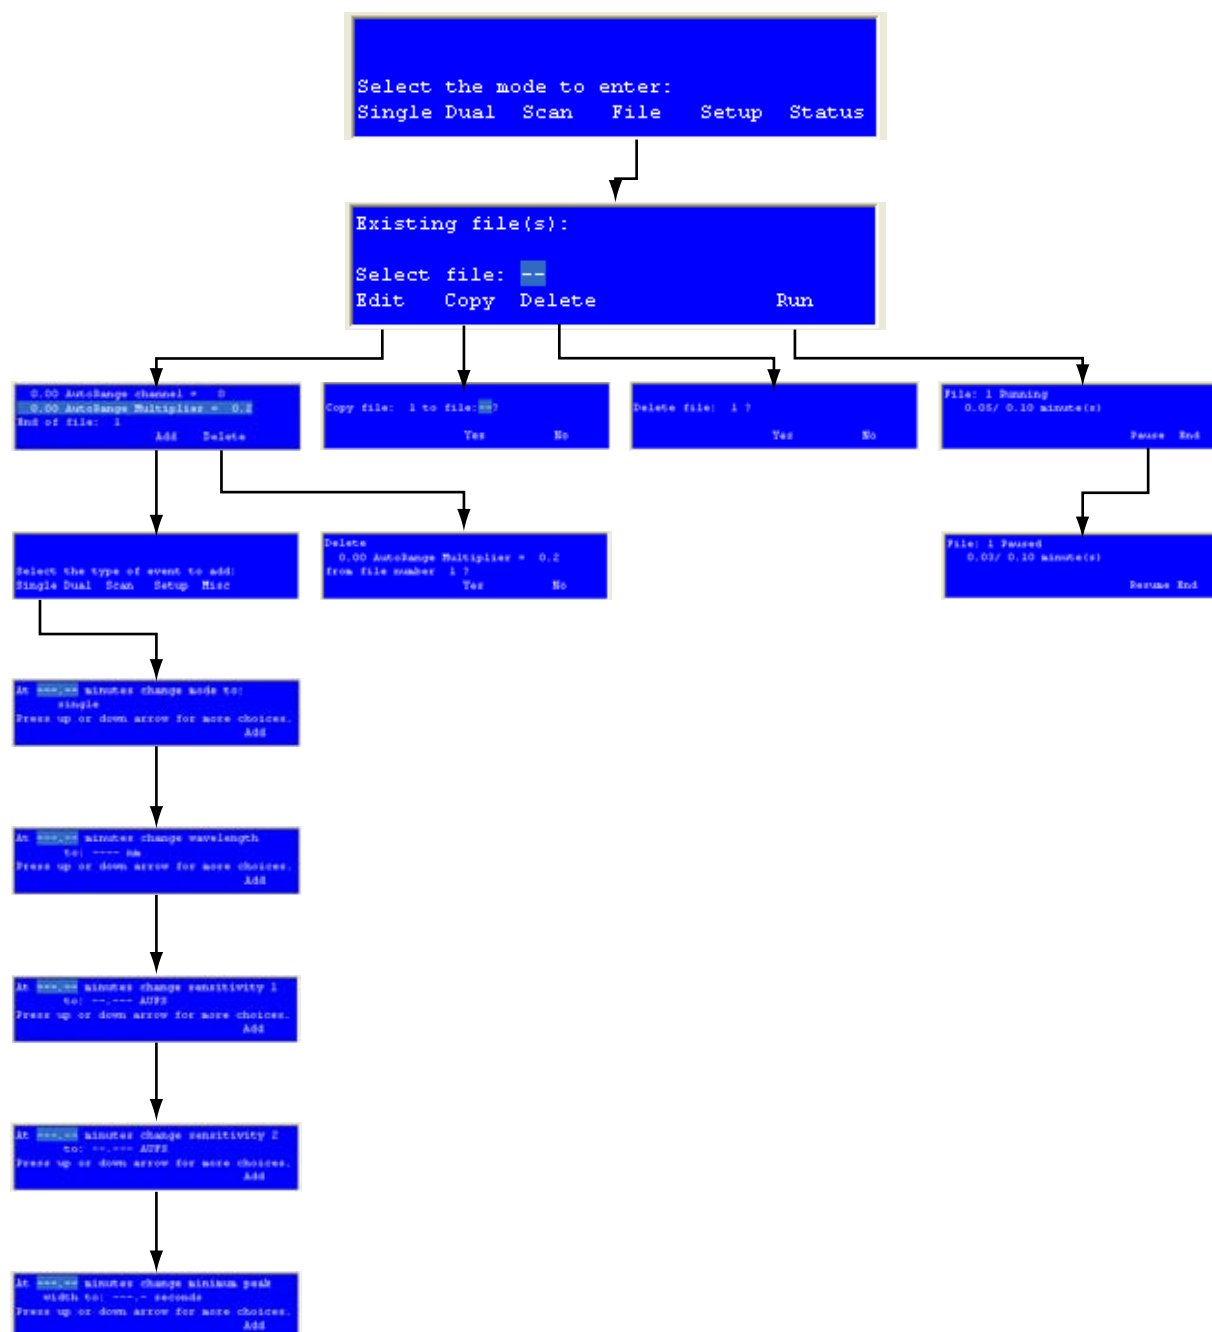 Select the mode to enter:
Single Dual Scan File Setup Status
Existing file(s):
Select file: --
Edit Copy Delete Run
0.00 AutoRange channel = 0
0.00 AutoRange Multiplier = 0.2
End of file: 1
Add Delete
Copy file: 1 to file:--?
Yes No
Delete file: 1 ?
Yes No
File: 1 Running
0.05/ 0.10 minute(s)
Pause End
Select the type of event to add:
Single Dual Scan Setup Misc
Delete
0.00 AutoRange Multiplier = 0.2
from file number 1 ?
Yes No
File: 1 Paused
0.03/ 0.10 minute(s)
Resume End
At ---.-- minutes change mode to:
single
Press up or down arrow for more choices.
Add
At ---.-- minutes change wavelength
to: ---- nm
Press up or down arrow for more choices.
Add
At ---.-- minutes change sensitivity 1
to: --.--- AUFS
Press up or down arrow for more choices.
Add
At ---.-- minutes change sensitivity 2
to: --.--- AUFS
Press up or down arrow for more choices.
Add
At ---.-- minutes change minimum peak
width to: ---.- seconds
Press up or down arrow for more choices.
Add